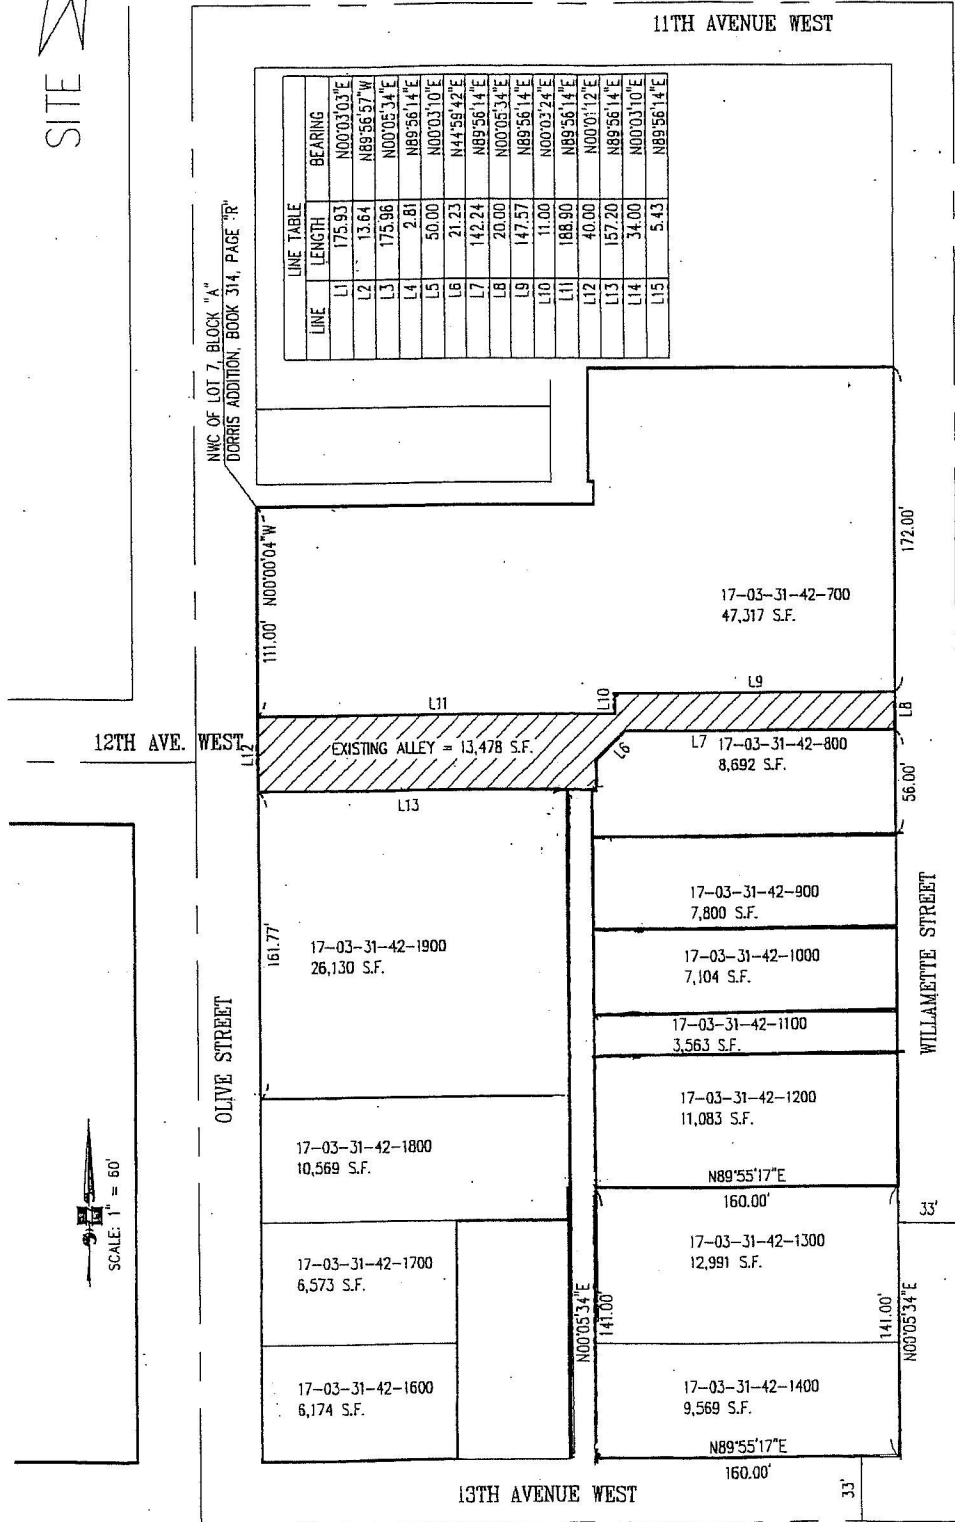 11TH AVENUE WEST
SITE
NWC OF LOT 7, BLOCK "A"
DORRIS ADDITION, BOOK 314, PAGE "R"
LINE TABLE
LINE LENGTH BEARING
L1 175.93 N00°03'03"E
L2 13.64 N89°56'57"W
L3 175.96 N00°05'34"E
L4 2.81 N89°56'14"E
L5 50.00 N00°03'10"E
L6 21.23 N44°59'42"E
L7 142.24 N89°56'14"E
L8 20.00 N00°05'34"E
L9 147.57 N89°56'14"E
L10 11.00 N00°03'24"E
L11 188.90 N89°56'14"E
L12 40.00 N00°01'12"E
L13 157.20 N89°56'14"E
L14 34.00 N00°03'10"E
L15 5.43 N89°56'14"E
111.00' N00°00'04"W
172.00'
17-03-31-42-700
47,317 S.F.
L9
L10
L11
L8
12TH AVE. WEST
L12
EXISTING ALLEY = 13,478 S.F.
L6
L7
17-03-31-42-800
8,692 S.F.
56.00'
L13
17-03-31-42-900
7,800 S.F.
161.77'
17-03-31-42-1900
26,130 S.F.
17-03-31-42-1000
7,104 S.F.
WILLAMETTE STREET
OLIVE STREET
17-03-31-42-1100
3,563 S.F.
17-03-31-42-1200
11,083 S.F.
17-03-31-42-1800
10,569 S.F.
SCALE: 1" = 60'
N89°55'17"E
160.00'
33'
17-03-31-42-1300
12,991 S.F.
17-03-31-42-1700
6,573 S.F.
N00°05'34"E
141.00'
141.00'
N00°05'34"E
17-03-31-42-1600
6,174 S.F.
17-03-31-42-1400
9,569 S.F.
N89°55'17"E
160.00'
33'
13TH AVENUE WEST